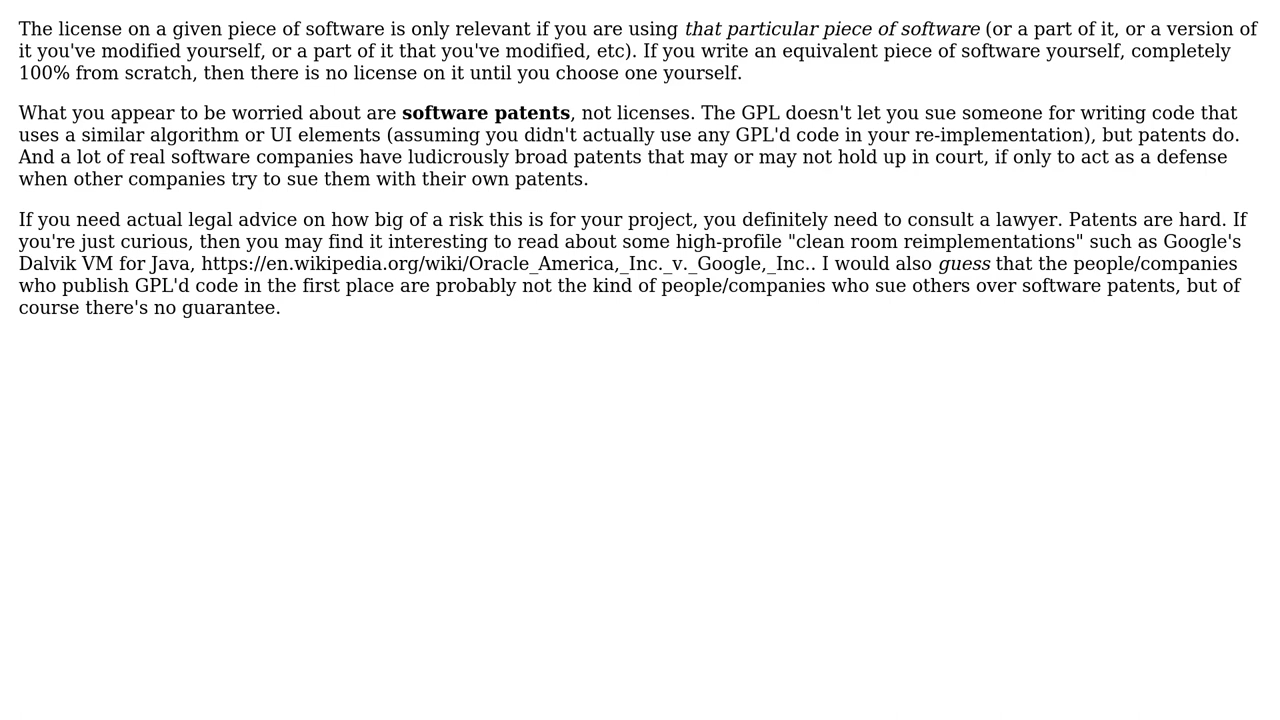 The license on a given piece of software is only relevant if you are using that particular piece of software (or a part of it, or a version of
it you've modified yourself, or a part of it that you've modified, etc). If you write an equivalent piece of software yourself, completely
100% from scratch, then there is no license on it until you choose one yourself.
What you appear to be worried about are software patents, not licenses. The GPL doesn't let you sue someone for writing code that
uses a similar algorithm or UI elements (assuming you didn't actually use any GPL'd code in your re-implementation), but patents do.
And a lot of real software companies have ludicrously broad patents that may or may not hold up in court, if only to act as a defense
when other companies try to sue them with their own patents.
If you need actual legal advice on how big of a risk this is for your project, you definitely need to consult a lawyer. Patents are hard. If
you're just curious, then you may find it interesting to read about some high-profile "clean room reimplementations" such as Google's
Dalvik VM for Java, https://en.wikipedia.org/wiki/Oracle_America,_Inc._v._Google,_Inc.. I would also guess that the people/companies
who publish GPL'd code in the first place are probably not the kind of people/companies who sue others over software patents, but of
course there's no guarantee.